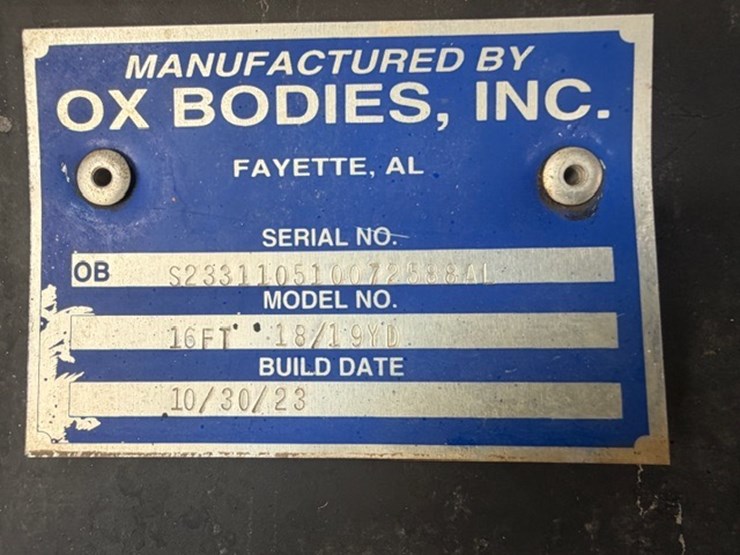 MANUFACTURED BY
OX BODIES, INC.
FAYETTE, AL
SERIAL NO.
OB S233110510072588AL
MODEL NO.
16FT 18/19YD
BUILD DATE
10/30/23